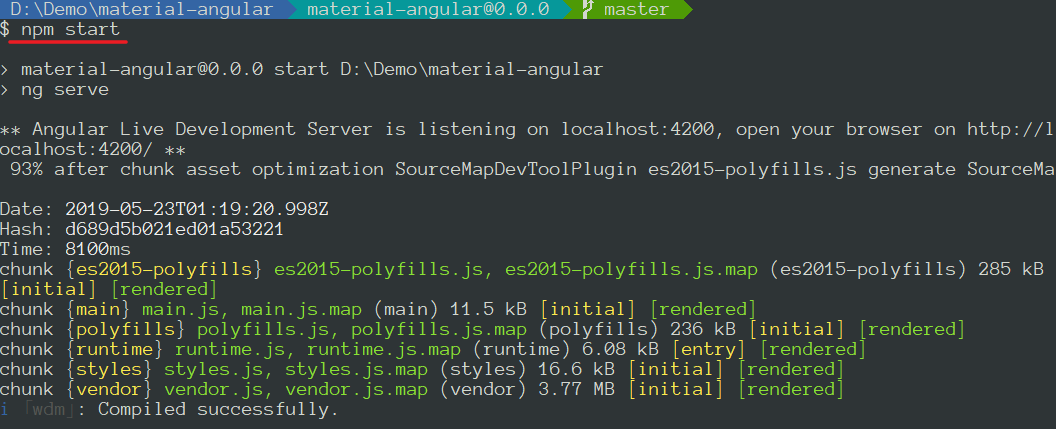 D:\Demo\material-angular material-angular@0.0.0 master
$ npm start
> material-angular@0.0.0 start D:\Demo\material-angular
> ng serve
** Angular Live Development Server is listening on localhost:4200, open your browser on http://l
ocalhost:4200/ **
93% after chunk asset optimization SourceMapDevToolPlugin es2015-polyfills.js generate SourceMa
Date: 2019-05-23T01:19:20.998Z
Hash: d689d5b021ed01a53221
Time: 8100ms
chunk {es2015-polyfills} es2015-polyfills.js, es2015-polyfills.js.map (es2015-polyfills) 285 kB
[initial] [rendered]
chunk {main} main.js, main.js.map (main) 11.5 kB [initial] [rendered]
chunk {polyfills} polyfills.js, polyfills.js.map (polyfills) 236 kB [initial] [rendered]
chunk {runtime} runtime.js, runtime.js.map (runtime) 6.08 kB [entry] [rendered]
chunk {styles} styles.js, styles.js.map (styles) 16.6 kB [initial] [rendered]
chunk {vendor} vendor.js, vendor.js.map (vendor) 3.77 MB [initial] [rendered]
i ｢wdm｣: Compiled successfully.